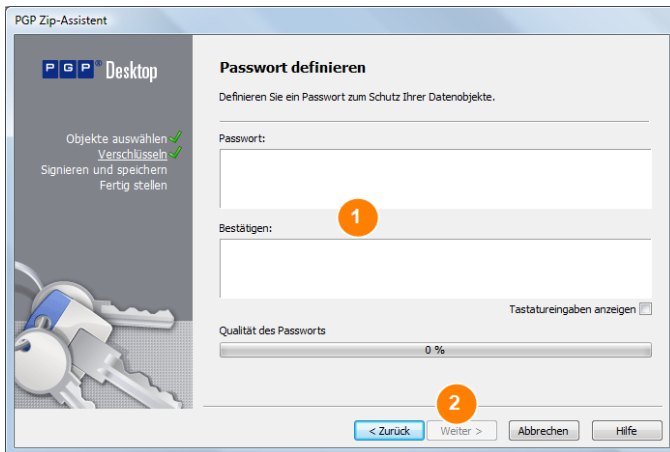 PGP Zip-Assistent
PGP® Desktop
Objekte auswählen
Verschlüsseln
Signieren und speichern
Fertig stellen
Passwort definieren
Definieren Sie ein Passwort zum Schutz Ihrer Datenobjekte.
Passwort:
1
Bestätigen:
Tastatureingaben anzeigen
Qualität des Passworts
0 %
2
< Zurück
Weiter >
Abbrechen
Hilfe